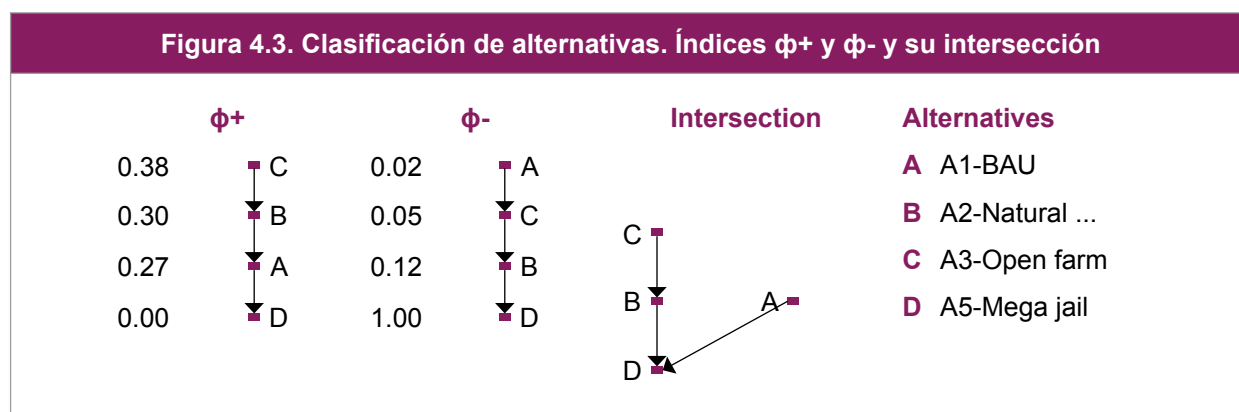 Figura 4.3. Clasificación de alternativas. Índices ф+ y ф- y su intersección
ф+ ф- Intersection Alternatives
0.38 C 0.02 A A A1-BAU
0.30 B 0.05 C B A2-Natural ...
C
0.27 A 0.12 B C A3-Open farm
B A
0.00 D 1.00 D D A5-Mega jail
D